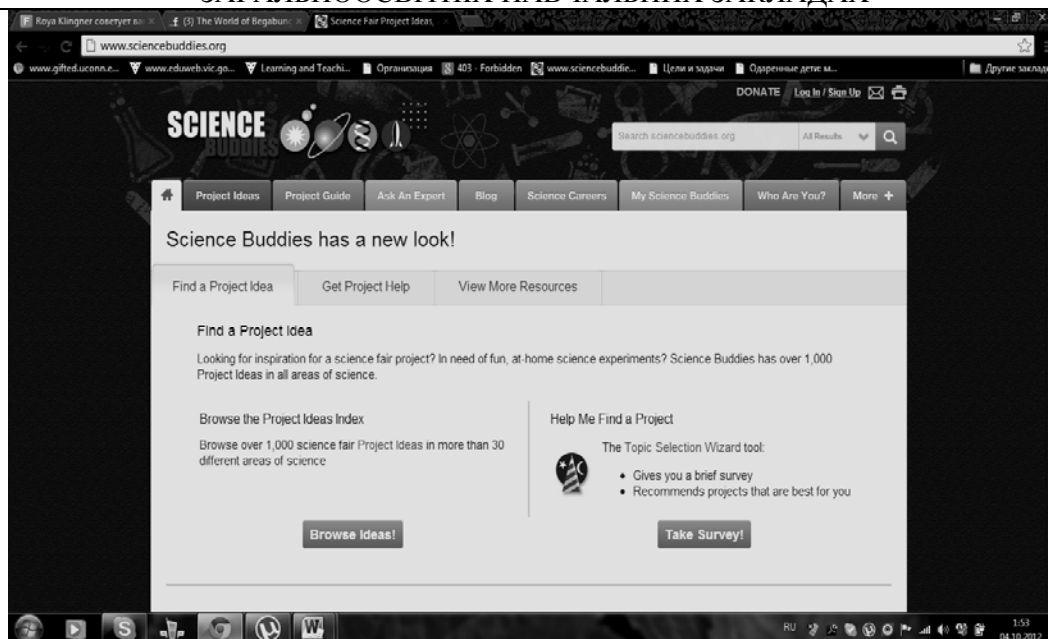 ЗАГАЛЬНООСВІТНІХ НАВЧАЛЬНИХ ЗАКЛАДАХ
Roya Klingner советует ва
(3) The World of Begabun
Science Fair Project Ideas,
www.sciencebuddies.org
www.gifted.uconn.e...
www.eduweb.vic.go...
Learning and Teachi...
Организация
403 - Forbidden
www.sciencebuddie...
Цели и задачи
Одаренные дети: м...
Другие заклад
DONATE Log In / Sign Up
SCIENCE
BUDDIES
Search sciencebuddies.org
All Results
Project Ideas
Project Guide
Ask An Expert
Blog
Science Careers
My Science Buddies
Who Are You?
More +
Science Buddies has a new look!
Find a Project Idea
Get Project Help
View More Resources
Find a Project Idea
Looking for inspiration for a science fair project? In need of fun, at-home science experiments? Science Buddies has over 1,000
Project Ideas in all areas of science.
Browse the Project Ideas Index
Browse over 1,000 science fair Project Ideas in more than 30
different areas of science
Browse Ideas!
Help Me Find a Project
The Topic Selection Wizard tool:
• Gives you a brief survey
• Recommends projects that are best for you
Take Survey!
RU
1:53
04.10.2012